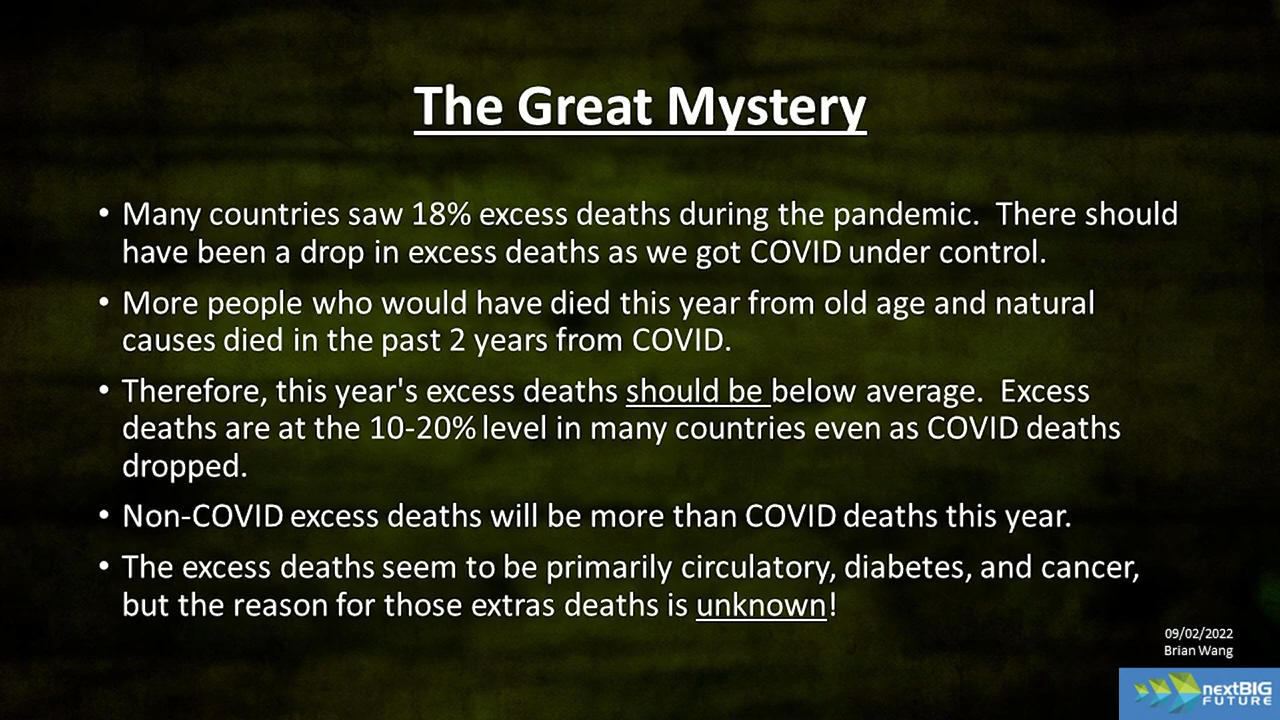 The Great Mystery
• Many countries saw 18% excess deaths during the pandemic.  There should
have been a drop in excess deaths as we got COVID under control.
• More people who would have died this year from old age and natural
causes died in the past 2 years from COVID.
• Therefore, this year's excess deaths should be below average.  Excess
deaths are at the 10-20% level in many countries even as COVID deaths
dropped.
• Non-COVID excess deaths will be more than COVID deaths this year.
• The excess deaths seem to be primarily circulatory, diabetes, and cancer,
but the reason for those extras deaths is unknown!
09/02/2022
Brian Wang
nextBIG
FUTURE